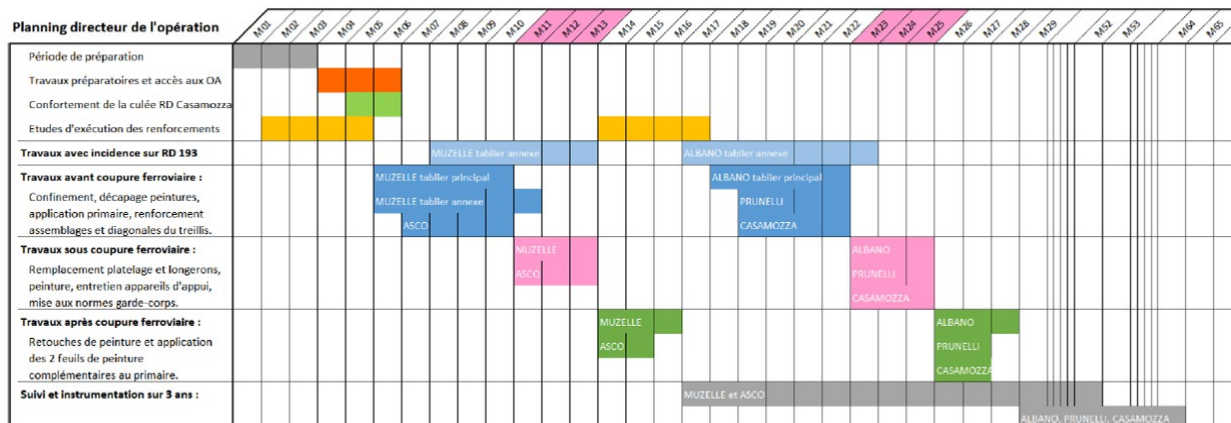 Planning directeur de l'opération
M01 M02 M03 M04 M05 M06 M07 M08 M09 M10 M11 M12 M13 M14 M15 M16 M17 M18 M19 M20 M21 M22 M23 M24 M25 M26 M27 M28 M29 M52 M53 M64 M65
Période de préparation
Travaux préparatoires et accès aux OA
Confortement de la culée RD Casamozza
Etudes d'exécution des renforcements
Travaux avec incidence sur RD 193
MUZELLE tablier annexe
ALBANO tablier annexe
Travaux avant coupure ferroviaire :
MUZELLE tablier principal
ALBANO tablier principal
Confinement, décapage peintures,
application primaire, renforcement
assemblages et diagonales du treillis.
MUZELLE tablier annexe
PRUNELLI
ASCO
CASAMOZZA
Travaux sous coupure ferroviaire :
MUZELLE
ALBANO
Remplacement platelage et longerons,
peinture, entretien appareils d'appui,
mise aux normes garde-corps.
ASCO
PRUNELLI
CASAMOZZA
Travaux après coupure ferroviaire :
MUZELLE
ALBANO
Retouches de peinture et application
des 2 feuils de peinture
complémentaires au primaire.
ASCO
PRUNELLI
CASAMOZZA
Suivi et instrumentation sur 3 ans :
MUZELLE et ASCO
ALBANO, PRUNELLI, CASAMOZZA